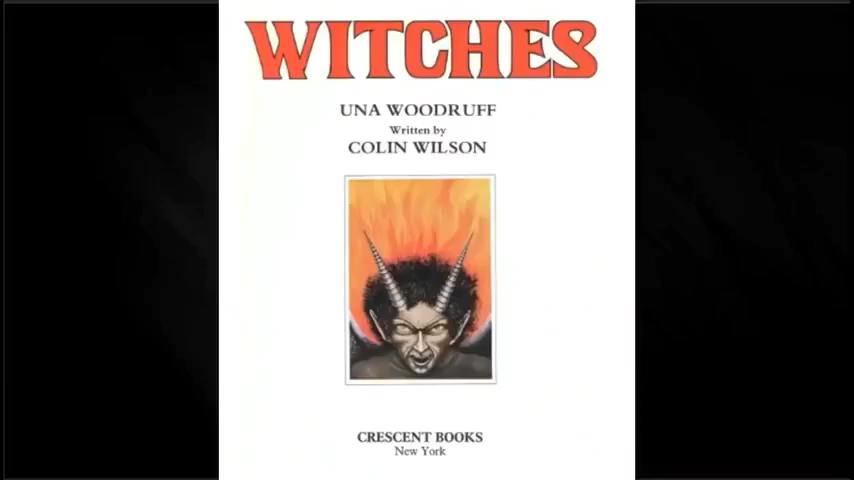 WITCHES
UNA WOODRUFF
Written by
COLIN WILSON
CRESCENT BOOKS
New York